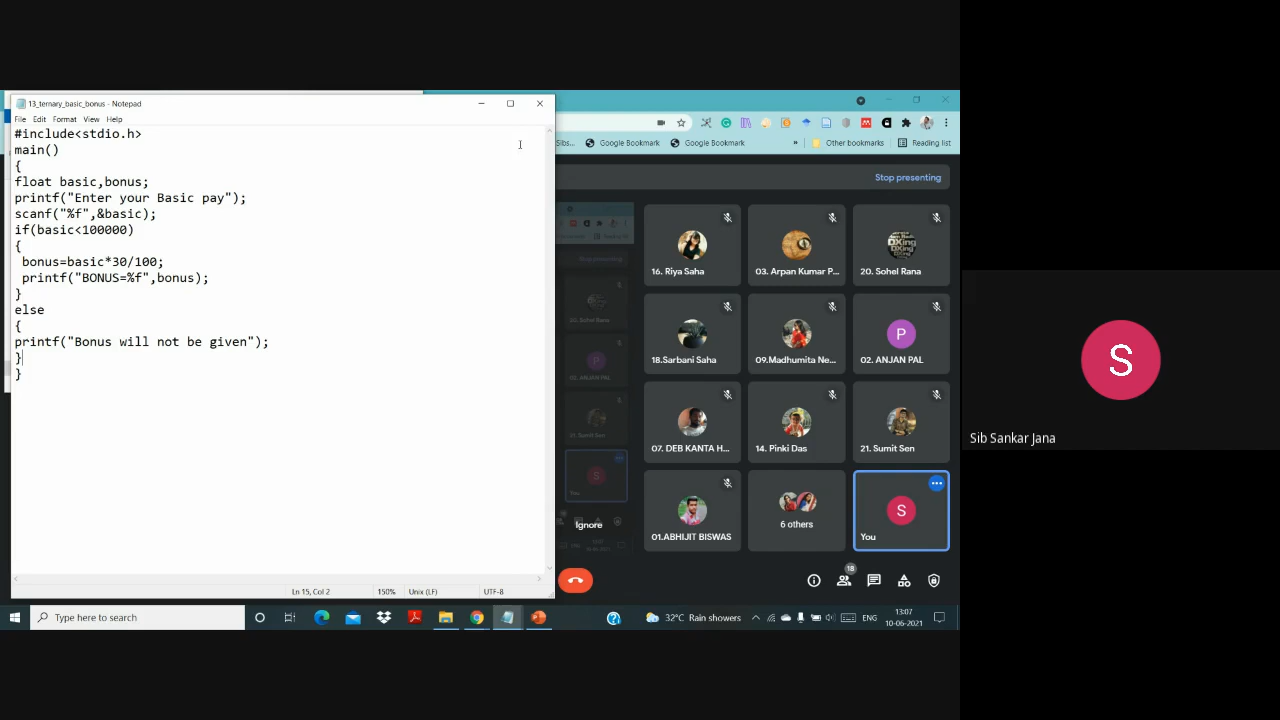 13_ternary_basic_bonus - Notepad
File Edit Format View Help
#include<stdio.h>
main()
{
float basic,bonus;
printf("Enter your Basic pay");
scanf("%f",&basic);
if(basic<100000)
{
bonus=basic*30/100;
printf("BONUS=%f",bonus);
}
else
{
printf("Bonus will not be given");
}
}
Ln 15, Col 2 150% Unix (LF) UTF-8
Google Bookmark Google Bookmark » Other bookmarks Reading list
Stop presenting
16. Riya Saha
03. Arpan Kumar P...
20. Sohel Rana
18.Sarbani Saha
09.Madhumita Ne...
P
02. ANJAN PAL
07. DEB KANTA H...
14. Pinki Das
21. Sumit Sen
01.ABHIJIT BISWAS
6 others
S
You
Ignore
18
S
Sib Sankar Jana
Type here to search
32°C Rain showers
ENG
13:07
10-06-2021